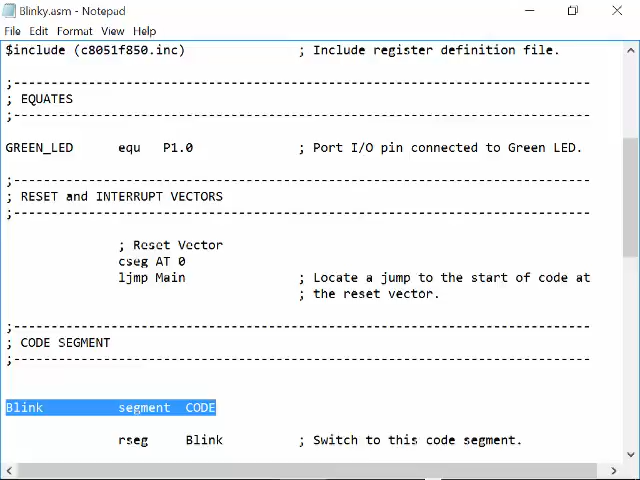 Blinky.asm - Notepad
File Edit Format View Help
$include (c8051f850.inc) ; Include register definition file.
;-----------------------------------------------------------------------------
; EQUATES
;-----------------------------------------------------------------------------
GREEN_LED equ P1.0 ; Port I/O pin connected to Green LED.
;-----------------------------------------------------------------------------
; RESET and INTERRUPT VECTORS
;-----------------------------------------------------------------------------
; Reset Vector
cseg AT 0
ljmp Main ; Locate a jump to the start of code at
; the reset vector.
;-----------------------------------------------------------------------------
; CODE SEGMENT
;-----------------------------------------------------------------------------
Blink segment CODE
rseg Blink ; Switch to this code segment.